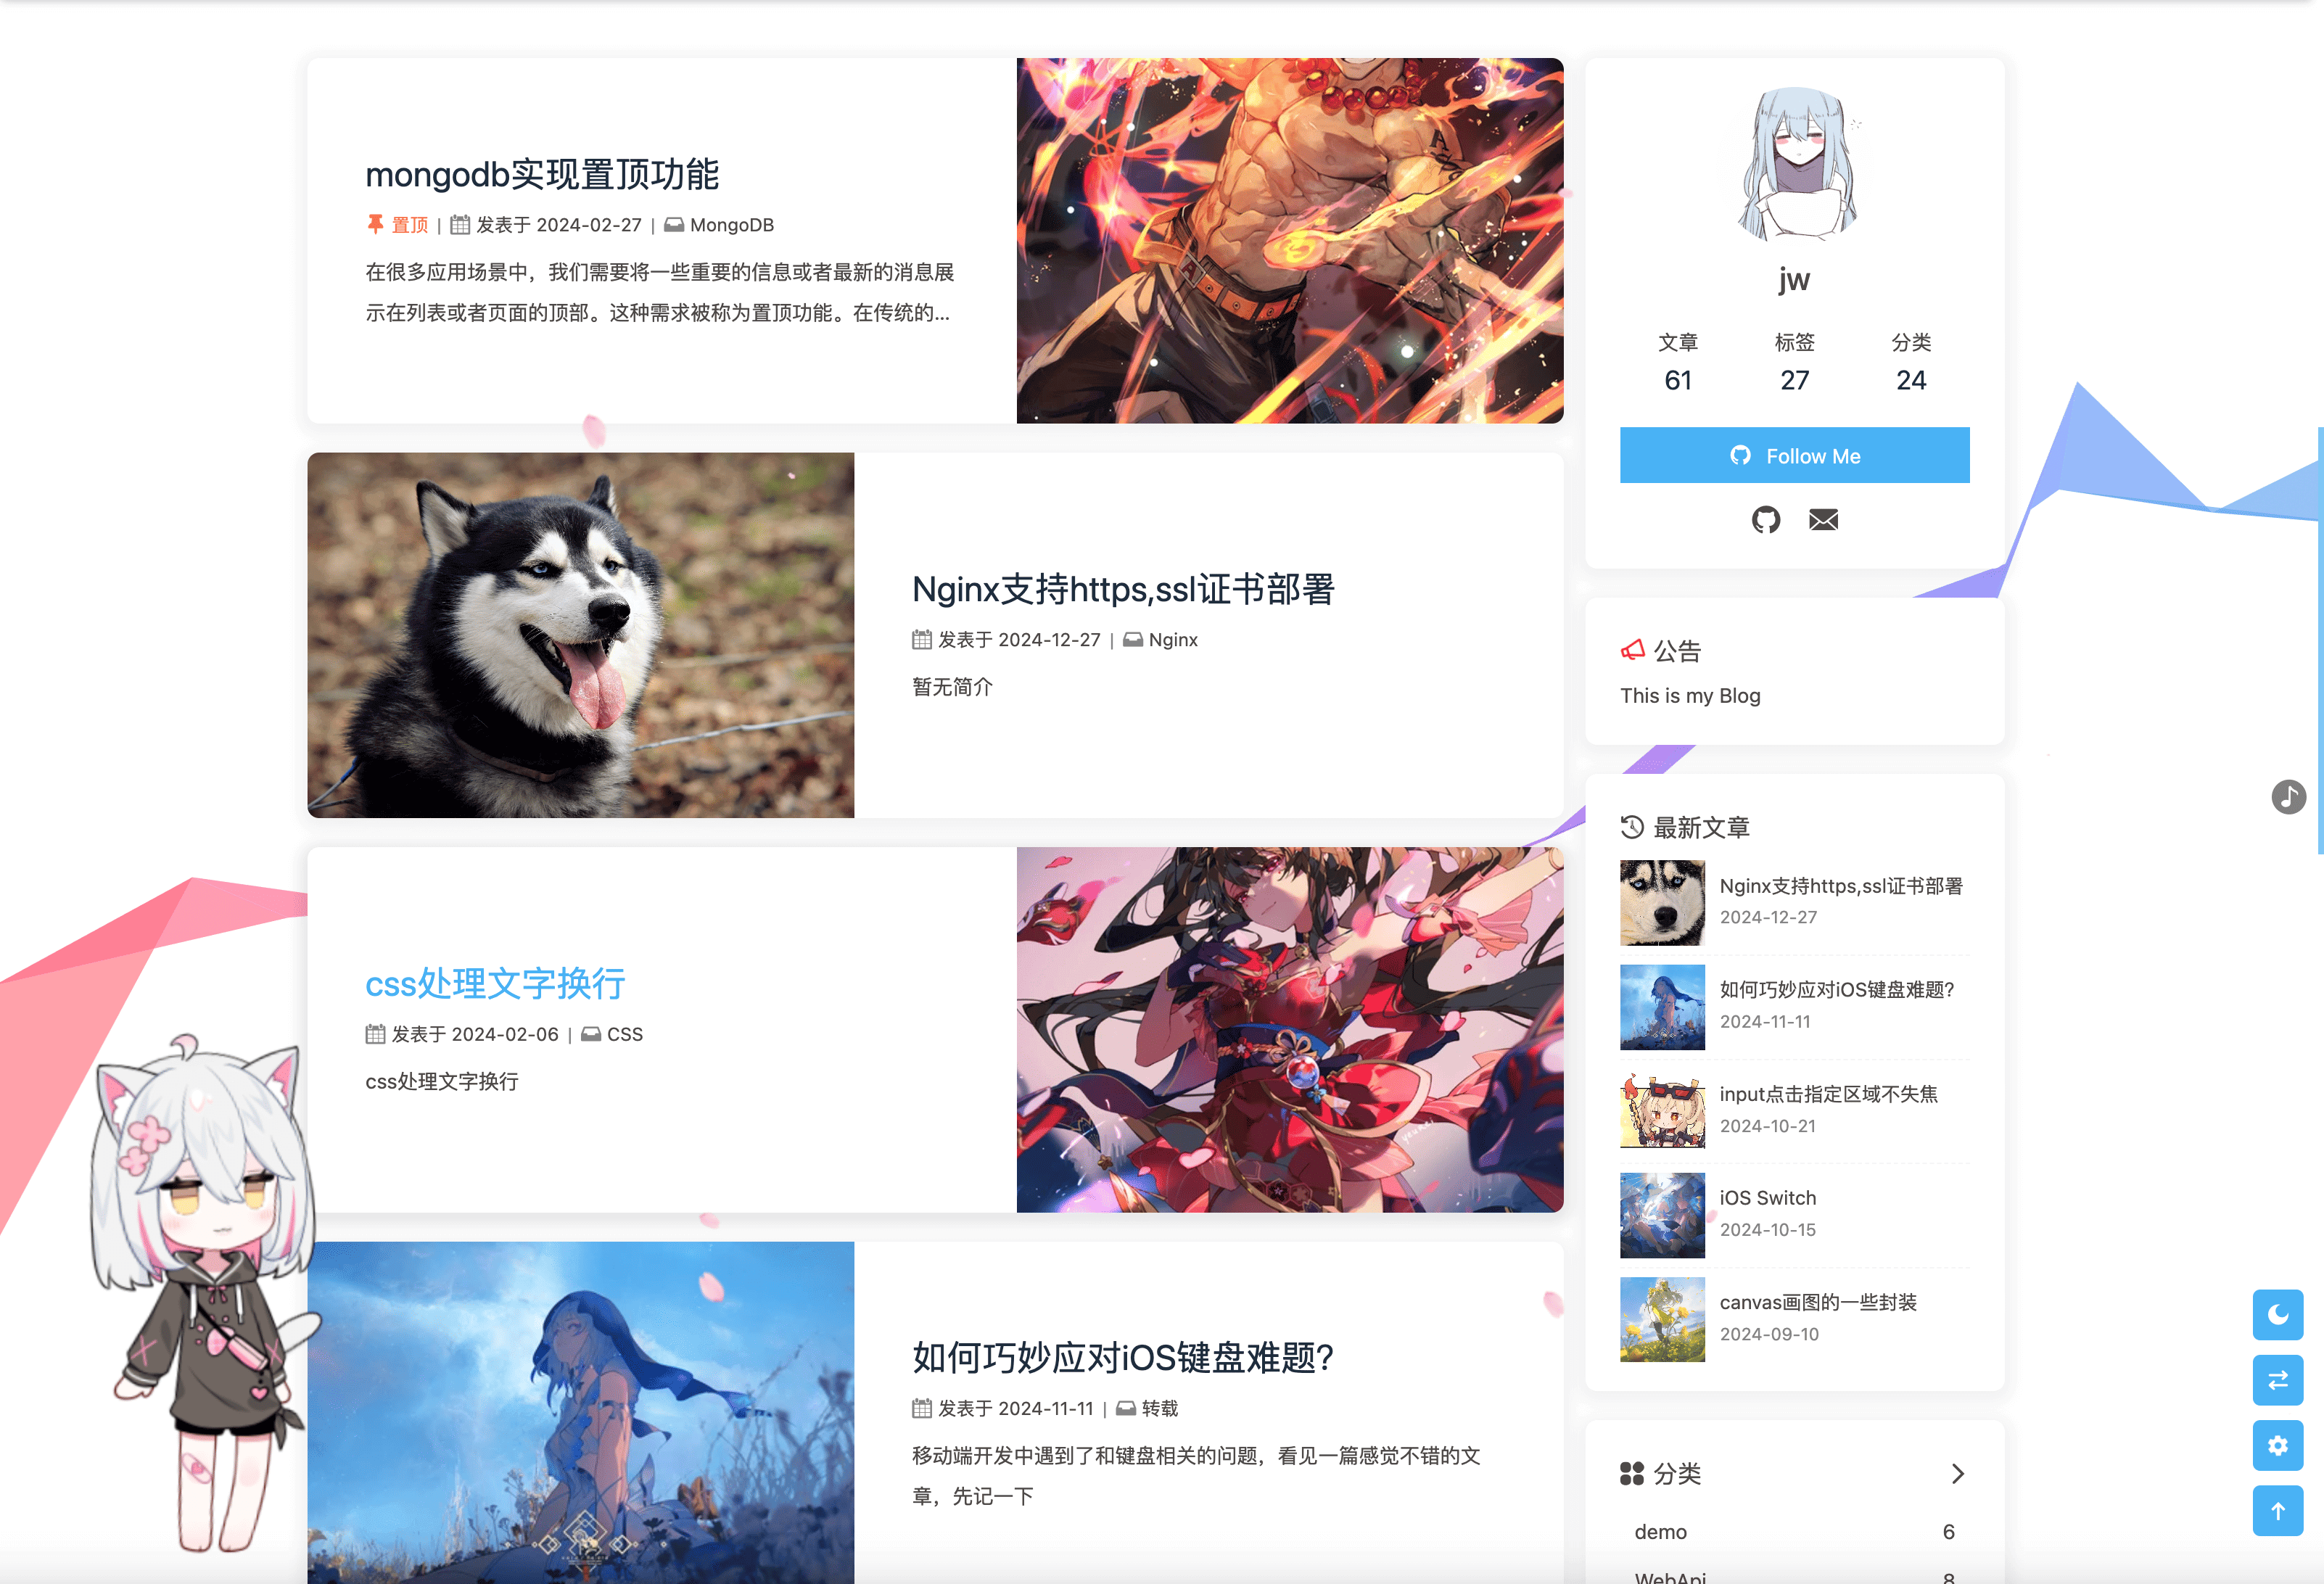 mongodb实现置顶功能
置顶 | 发表于 2024-02-27 | MongoDB
在很多应用场景中，我们需要将一些重要的信息或者最新的消息展
示在列表或者页面的顶部。这种需求被称为置顶功能。在传统的...
Nginx支持https,ssl证书部署
发表于 2024-12-27 | Nginx
暂无简介
css处理文字换行
发表于 2024-02-06 | CSS
css处理文字换行
如何巧妙应对iOS键盘难题?
发表于 2024-11-11 | 转载
移动端开发中遇到了和键盘相关的问题，看见一篇感觉不错的文
章，先记一下
jw
文章 标签 分类
61 27 24
Follow Me
公告
This is my Blog
最新文章
Nginx支持https,ssl证书部署
2024-12-27
如何巧妙应对iOS键盘难题?
2024-11-11
input点击指定区域不失焦
2024-10-21
iOS Switch
2024-10-15
canvas画图的一些封装
2024-09-10
分类
demo 6
WebApi 8